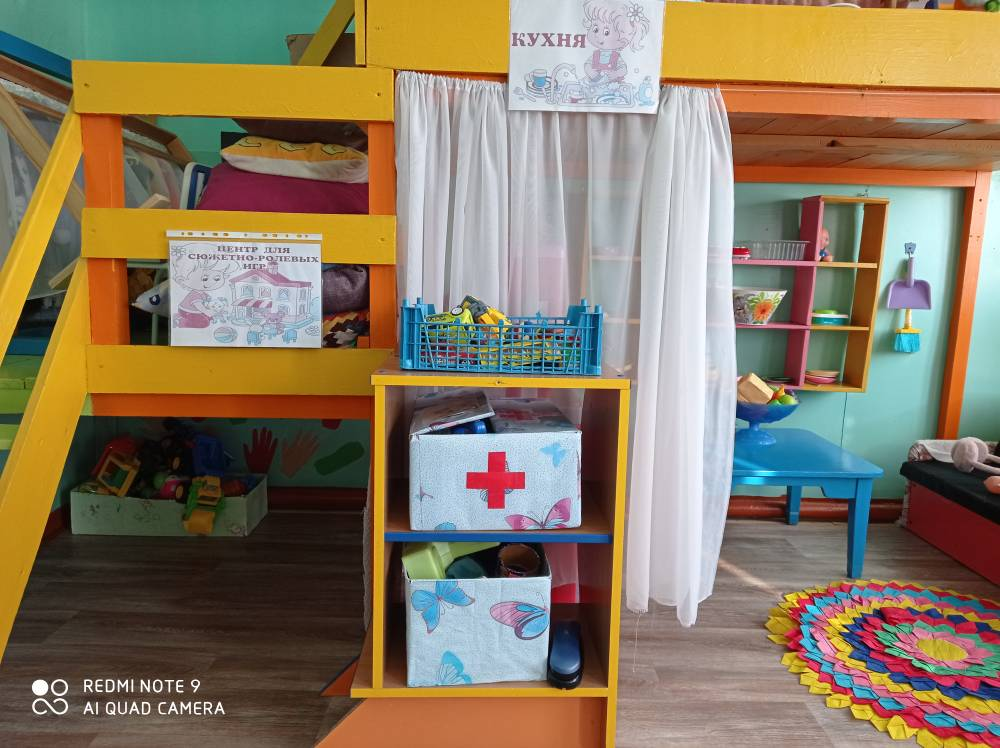 КУХНЯ
ЦЕНТР ДЛЯ
СЮЖЕТНО-РОЛЕВЫХ
ИГР
REDMI NOTE 9
AI QUAD CAMERA